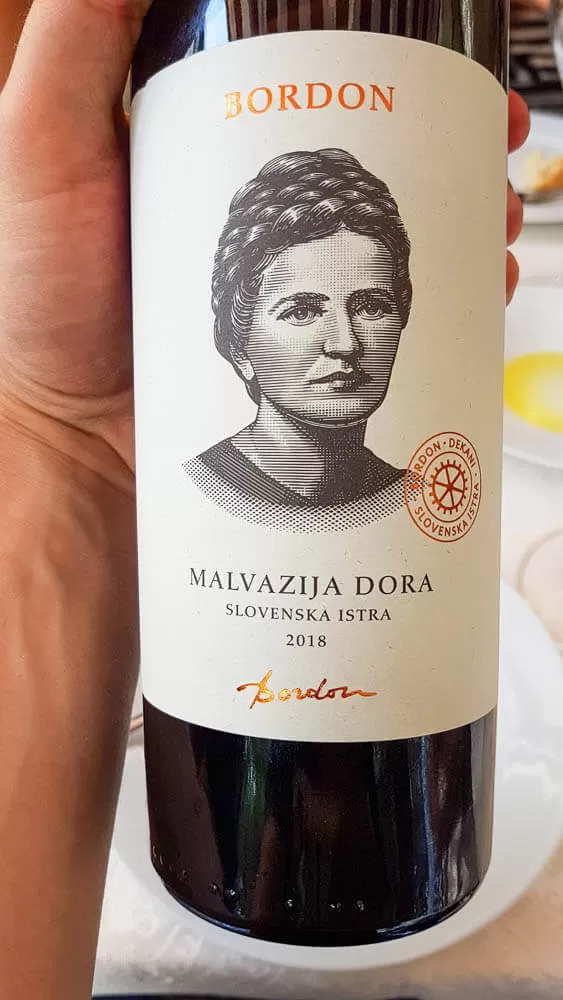 BORDON
BORDON · DEKANI ·
SLOVENSKA ISTRA
MALVAZIJA DORA
SLOVENSKA ISTRA
2018
Bordon